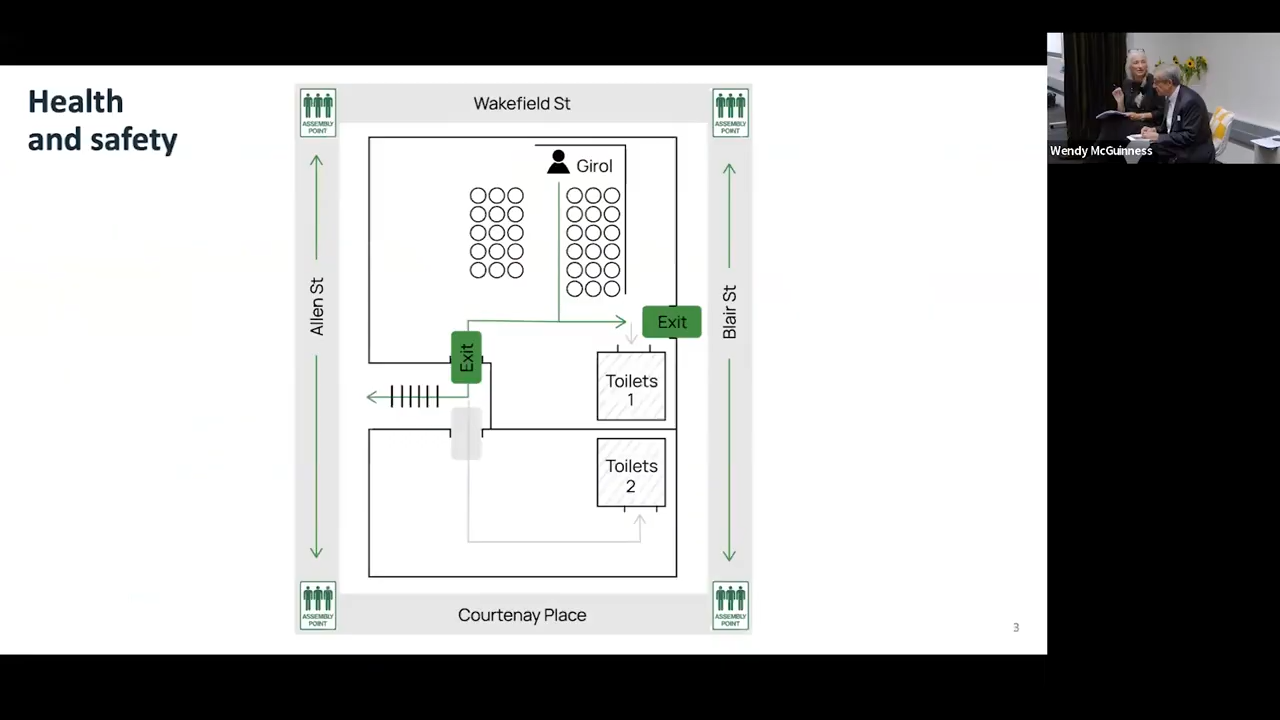 Health
and safety
ASSEMBLY
POINT
Wakefield St
ASSEMBLY
POINT
Wendy McGuinness
Girol
Allen St
Blair St
Exit
Exit
Toilets
1
Toilets
2
ASSEMBLY
POINT
Courtenay Place
ASSEMBLY
POINT
3